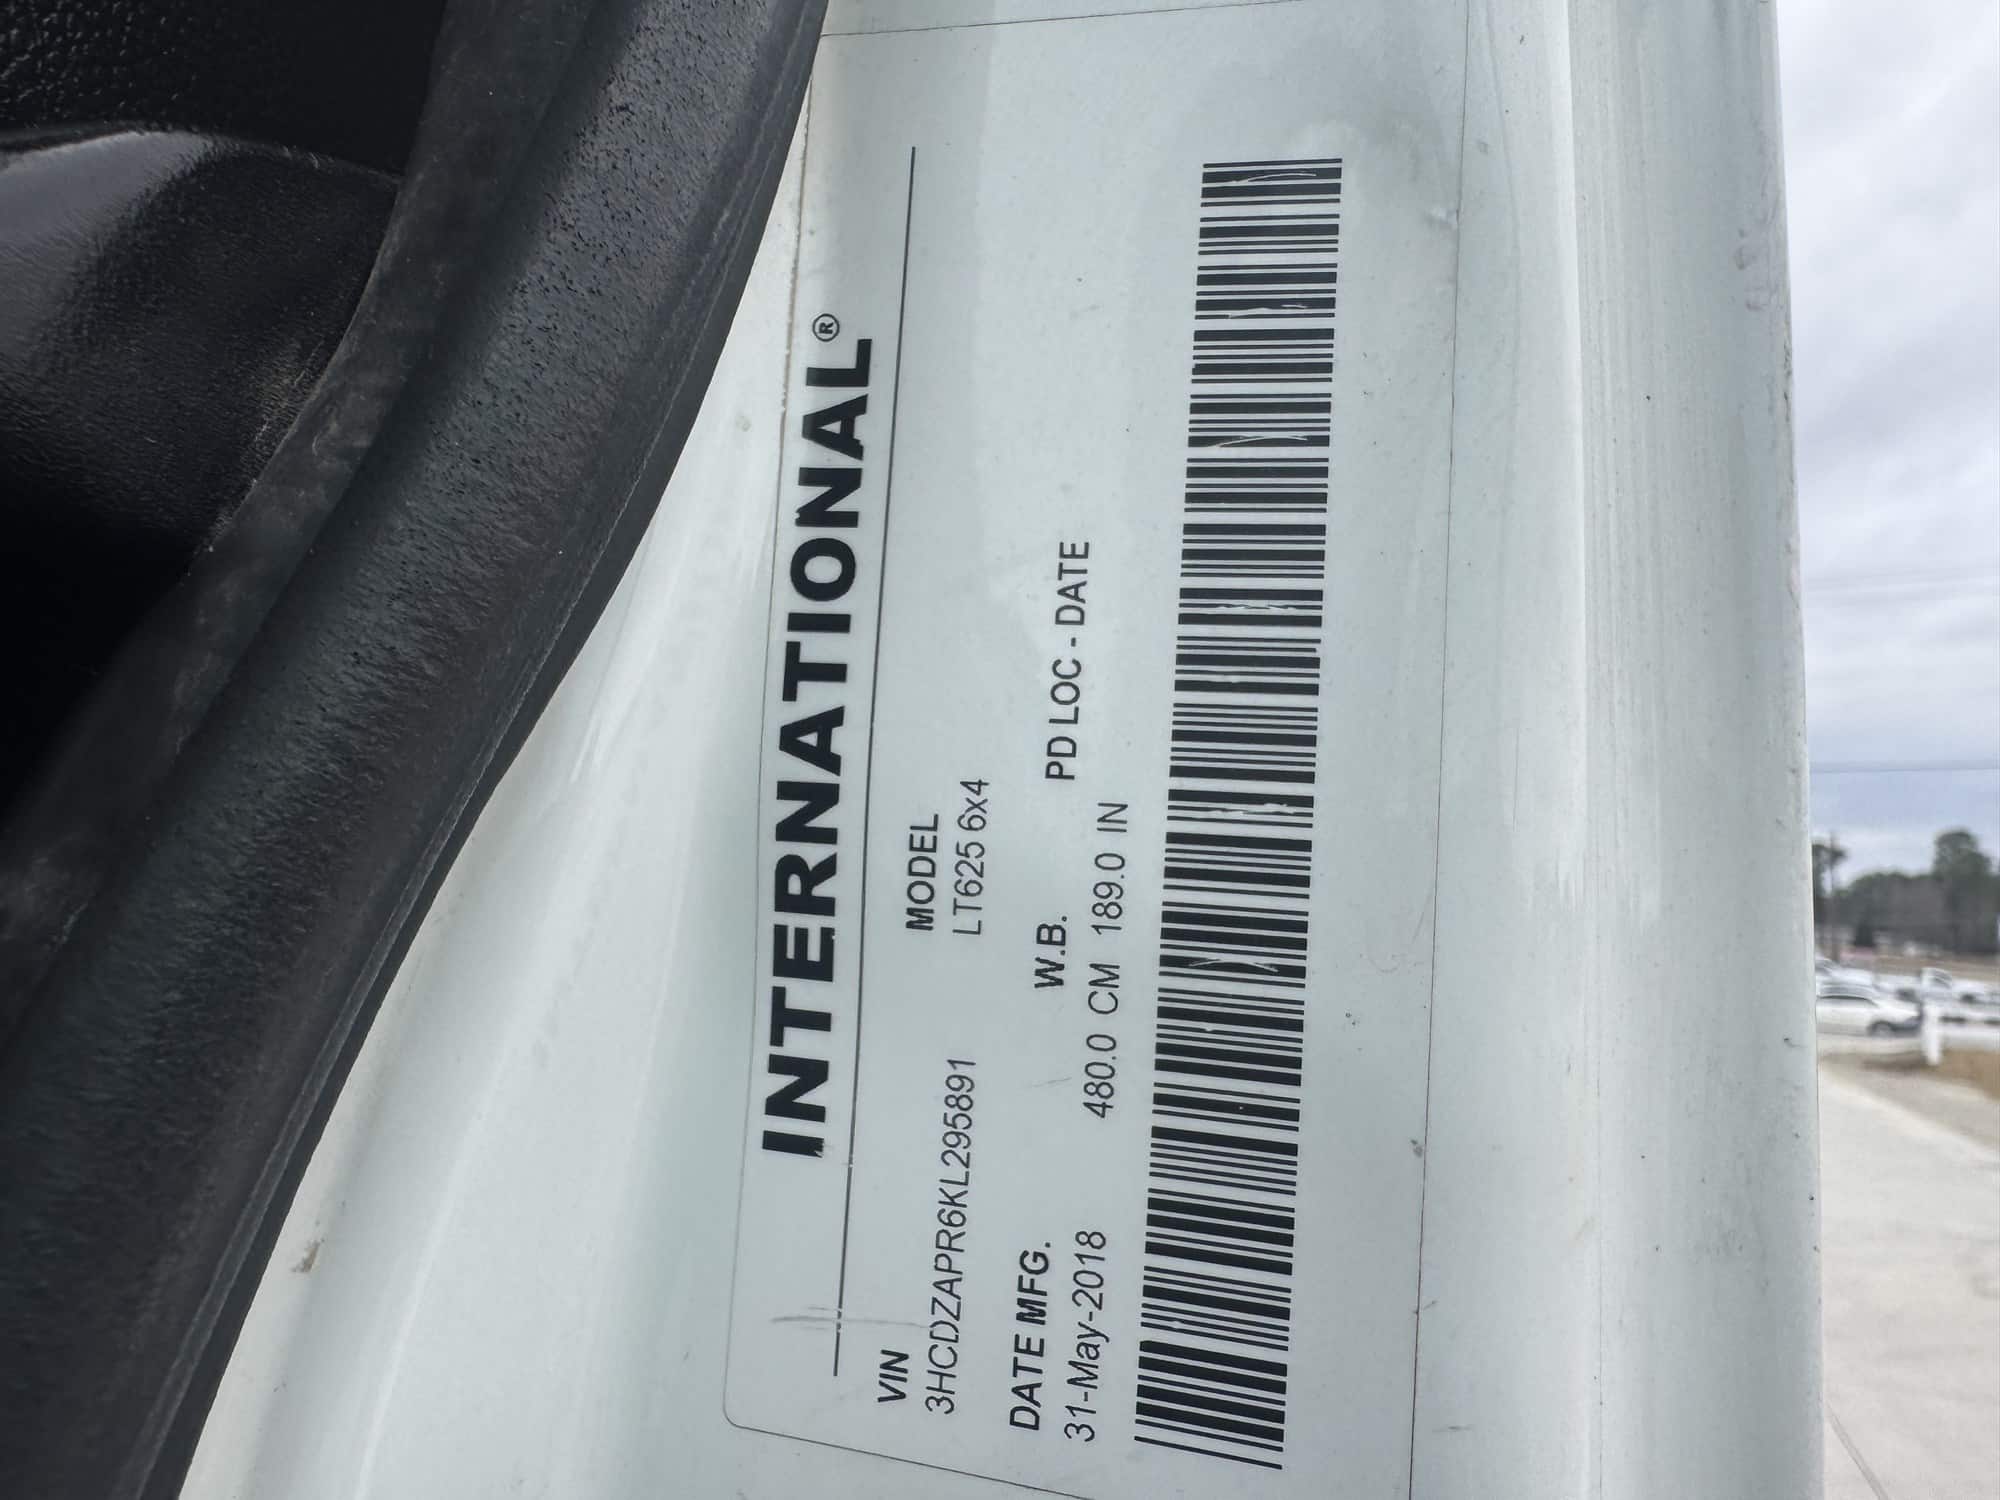 INTERNATIONAL®
VIN MODEL
3HCDZAPR6KL295891 LT625 6x4
DATE MFG. W.B. PD LOC - DATE
31-May-2018 480.0 CM 189.0 IN